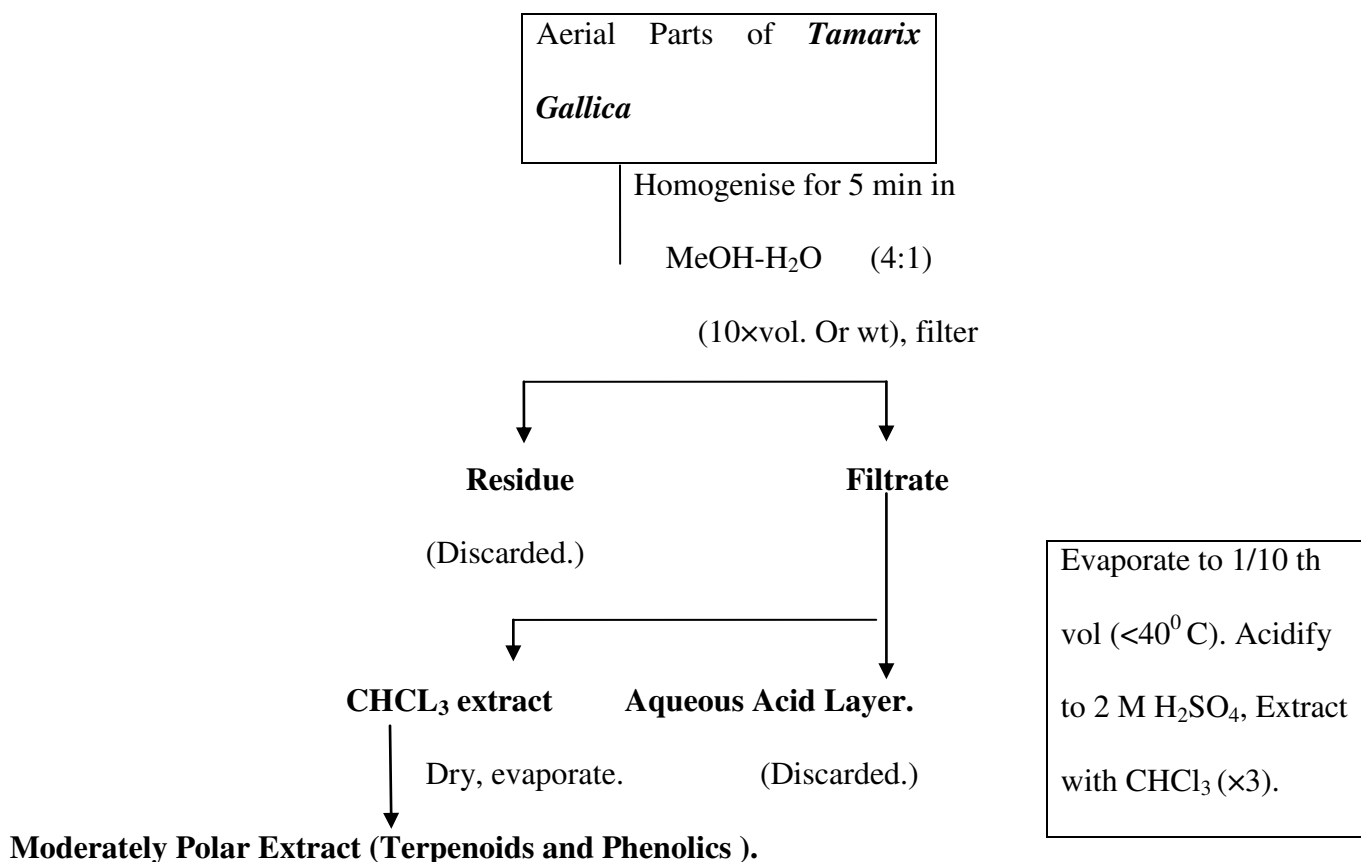 Aerial Parts of Tamarix
Gallica
Homogenise for 5 min in
MeOH-H₂O (4:1)
(10×vol. Or wt), filter
Residue Filtrate
(Discarded.)
Evaporate to 1/10 th
vol (<40⁰ C). Acidify
to 2 M H₂SO₄, Extract
with CHCl₃ (×3).
CHCL₃ extract Aqueous Acid Layer.
Dry, evaporate. (Discarded.)
Moderately Polar Extract (Terpenoids and Phenolics ).